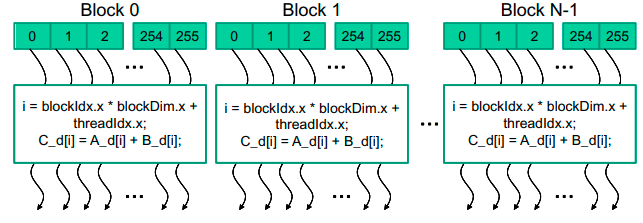 Block 0
0 1 2 ... 254 255
...
i = blockIdx.x * blockDim.x +
threadIdx.x;
C_d[i] = A_d[i] + B_d[i];
...
Block 1
0 1 2 ... 254 255
...
i = blockIdx.x * blockDim.x +
threadIdx.x;
C_d[i] = A_d[i] + B_d[i];
...
...
Block N-1
0 1 2 254 255
...
i = blockIdx.x * blockDim.x +
threadIdx.x;
C_d[i] = A_d[i] + B_d[i];
...